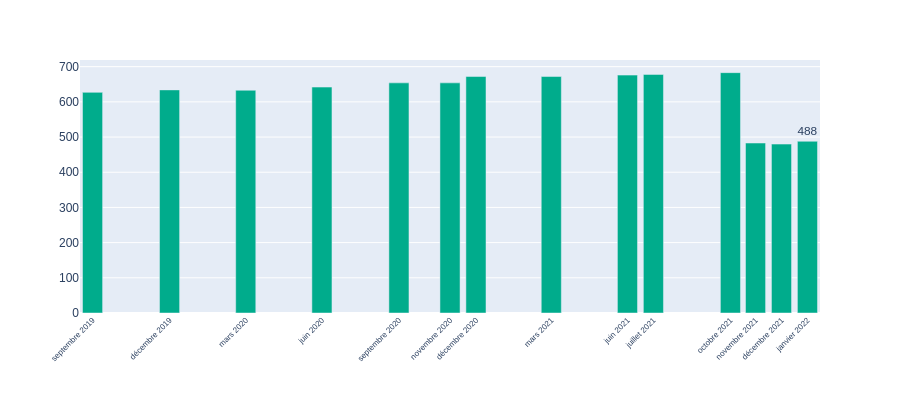 700
600
500
400
300
200
100
0
488
septembre 2019
décembre 2019
mars 2020
juin 2020
septembre 2020
novembre 2020
décembre 2020
mars 2021
juin 2021
juillet 2021
octobre 2021
novembre 2021
décembre 2021
janvier 2022